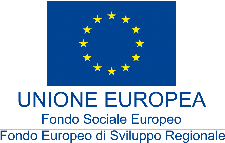 UNIONE EUROPEA
Fondo Sociale Europeo
Fondo Europeo di Sviluppo Regionale